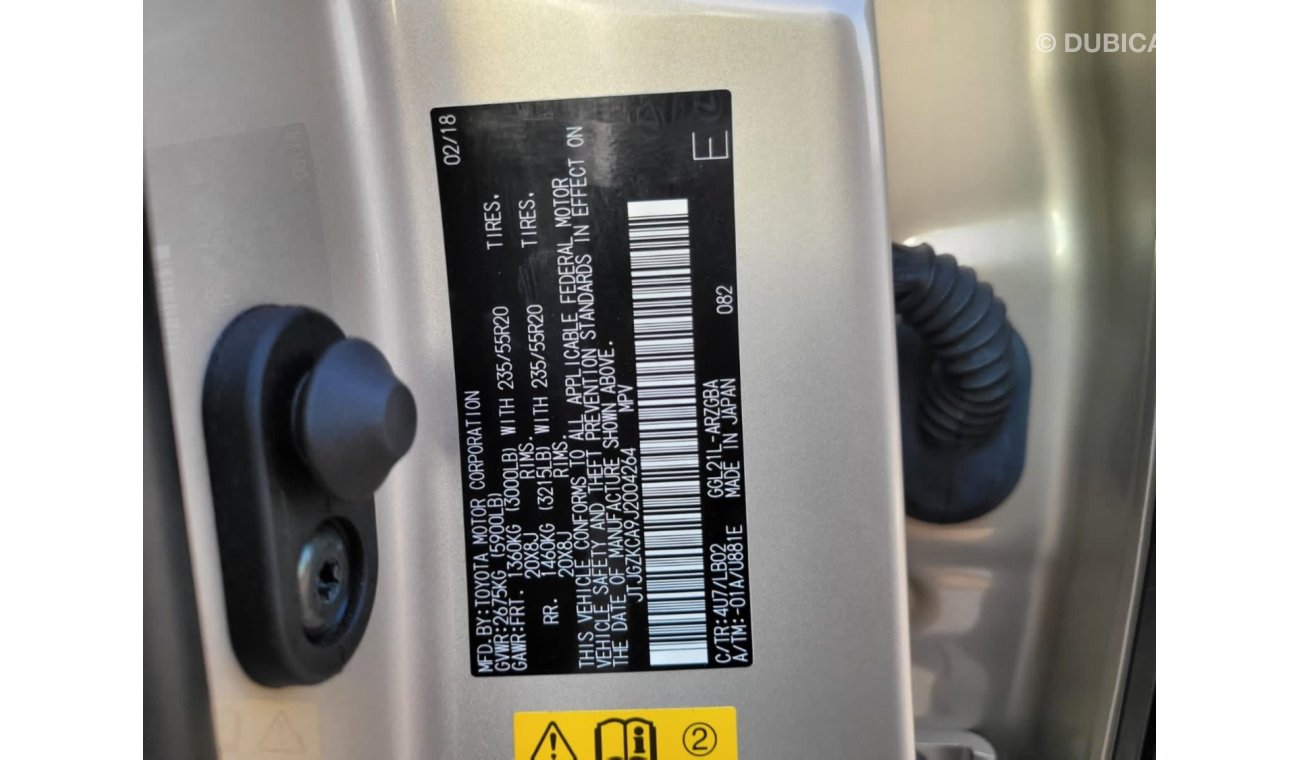 © DUBICA
02/18
MFD. BY:TOYOTA MOTOR CORPORATION
GVWR:2675KG (5900LB)
GAWR:FRT. 1360KG (3000LB) WITH 235/55R20 TIRES.
20X8J RIMS.
RR. 1460KG (3215LB) WITH 235/55R20 TIRES.
20X8J RIMS.
THIS VEHICLE CONFORMS TO ALL APPLICABLE FEDERAL MOTOR
VEHICLE SAFETY AND THEFT PREVENTION STANDARDS IN EFFECT ON
THE DATE OF MANUFACTURE SHOWN ABOVE.
JTJGZKCA9J2004264 MPV
E
C/TR:4U7/LB02 GGL21L-ARZGBA 082
A/TM:-01A/U881E MADE IN JAPAN
i 2